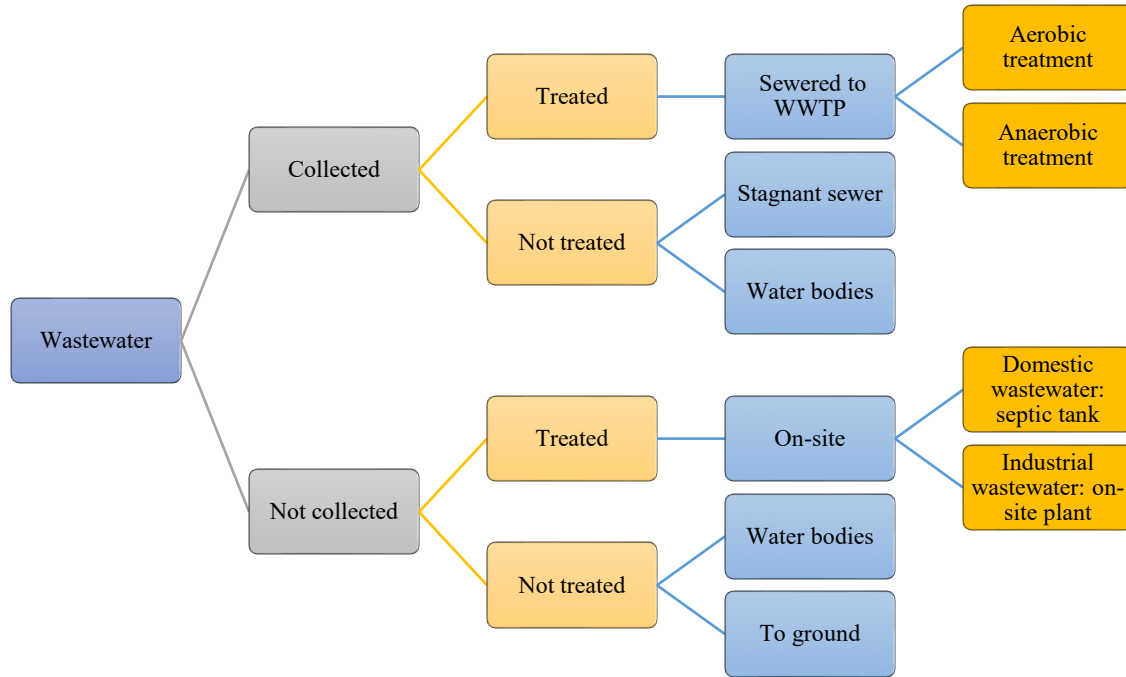 Wastewater
Collected
Treated
Sewered to
WWTP
Aerobic
treatment
Anaerobic
treatment
Not treated
Stagnant sewer
Water bodies
Not collected
Treated
On-site
Domestic
wastewater:
septic tank
Industrial
wastewater: on-
site plant
Not treated
Water bodies
To ground